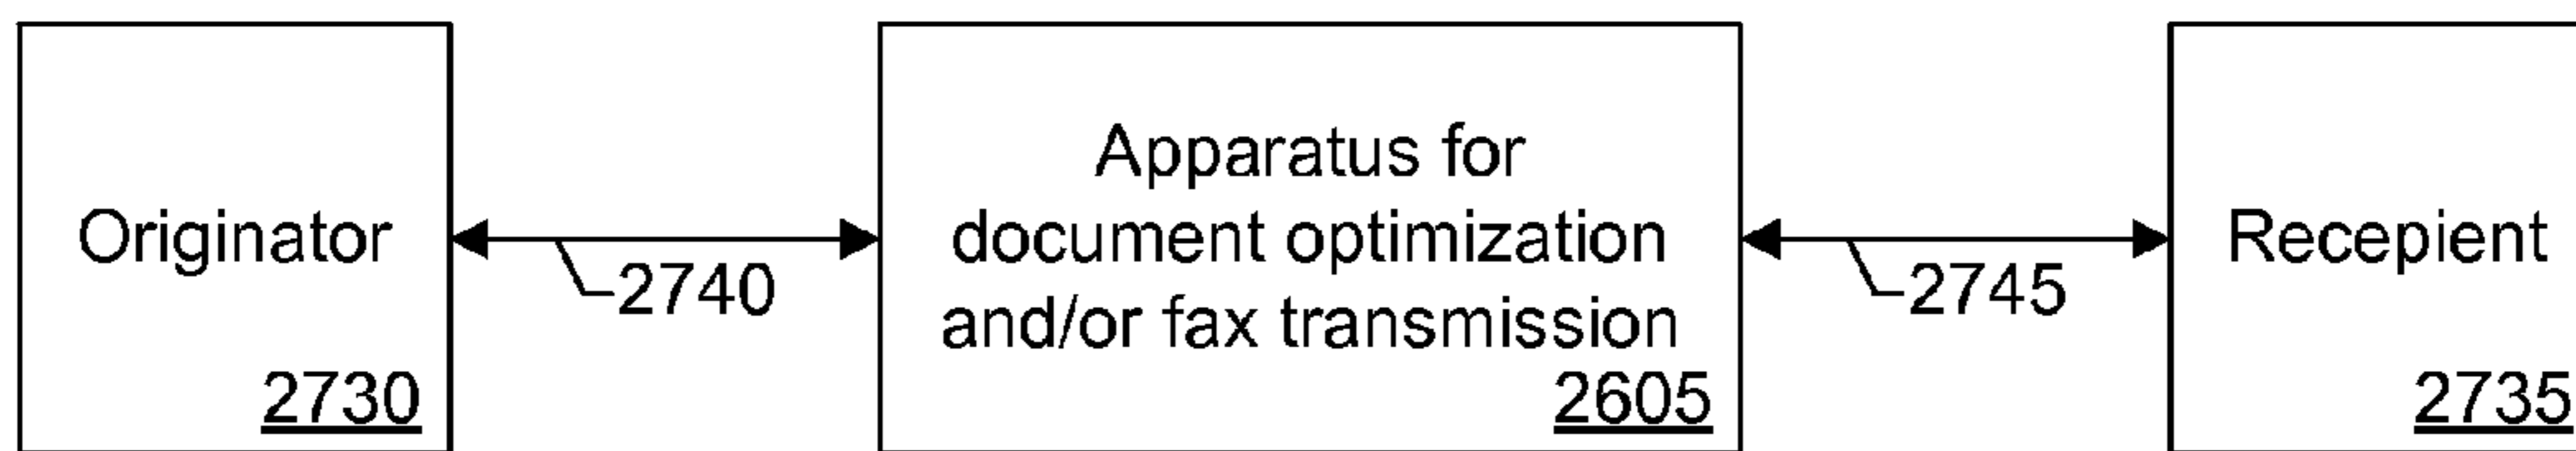 Originator
2730
2740
Apparatus for
document optimization
and/or fax transmission
2605
2745
Recepient
2735